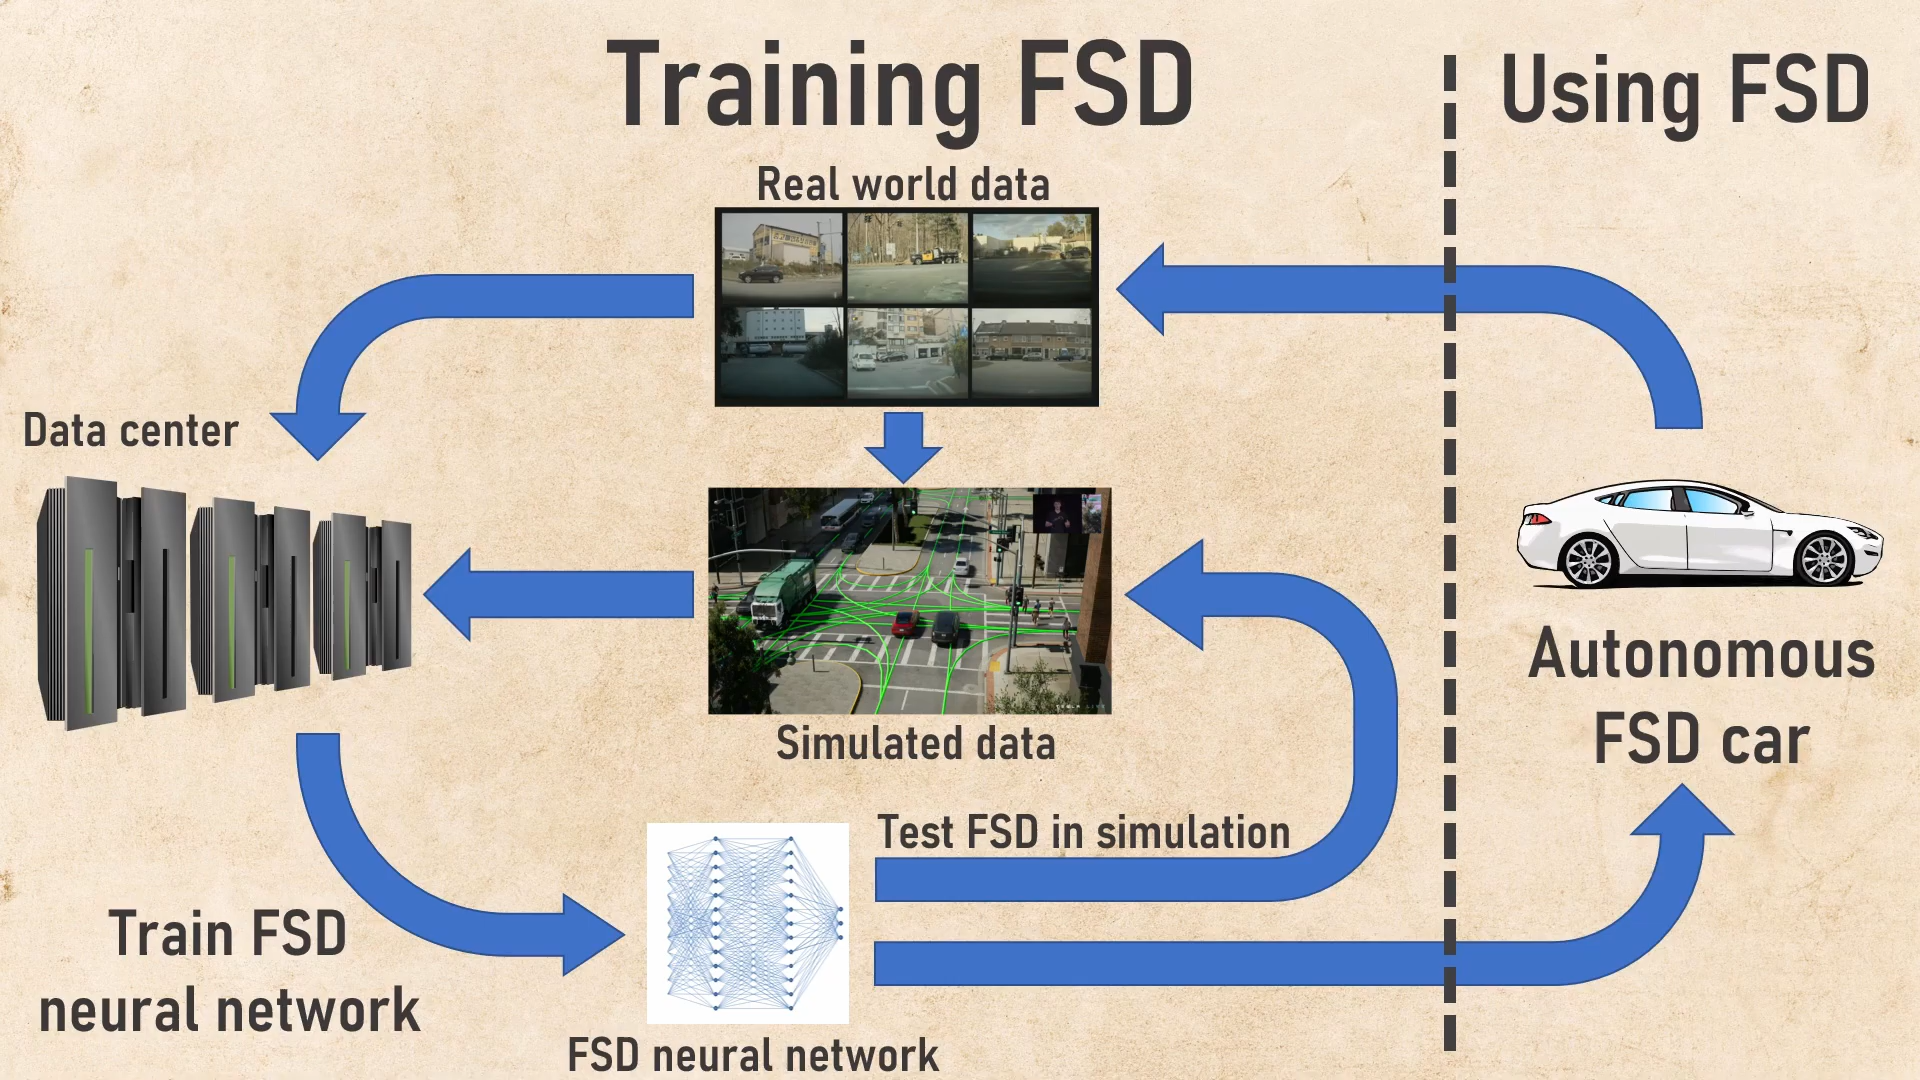 Training FSD
Using FSD
Real world data
Data center
Simulated data
Autonomous
FSD car
Test FSD in simulation
Train FSD
neural network
FSD neural network